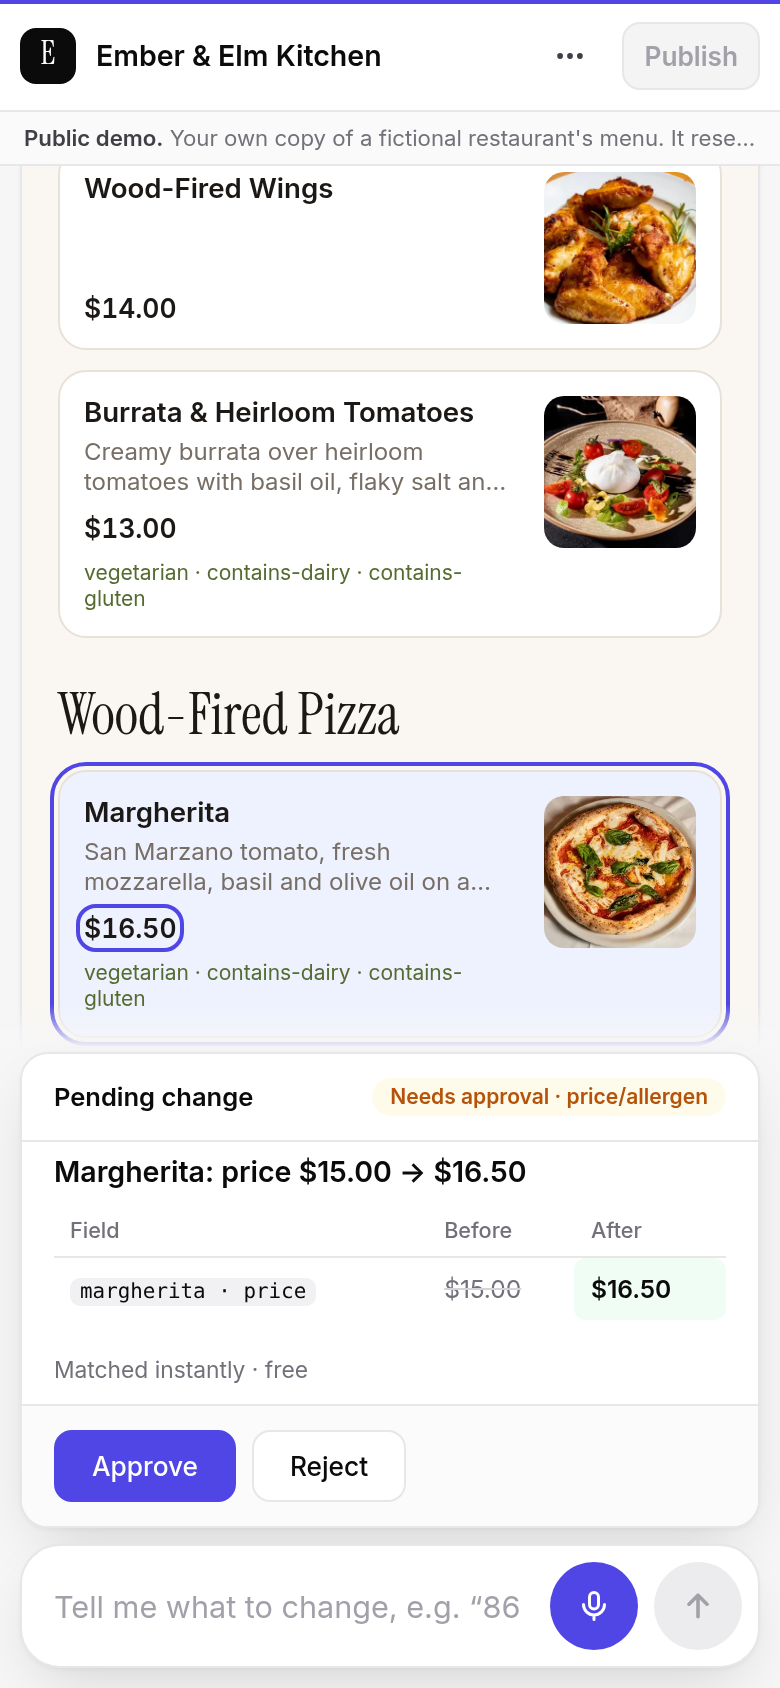 E
Ember & Elm Kitchen
Publish
Public demo. Your own copy of a fictional restaurant's menu. It rese...
Wood-Fired Wings
$14.00
Burrata & Heirloom Tomatoes
Creamy burrata over heirloom
tomatoes with basil oil, flaky salt an...
$13.00
vegetarian · contains-dairy · contains-
gluten
Wood-Fired Pizza
Margherita
San Marzano tomato, fresh
mozzarella, basil and olive oil on a...
$16.50
vegetarian · contains-dairy · contains-
gluten
Pending change
Needs approval · price/allergen
Margherita: price $15.00 → $16.50
Field Before After
margherita · price $15.00 $16.50
Matched instantly · free
Approve Reject
Tell me what to change, e.g. “86